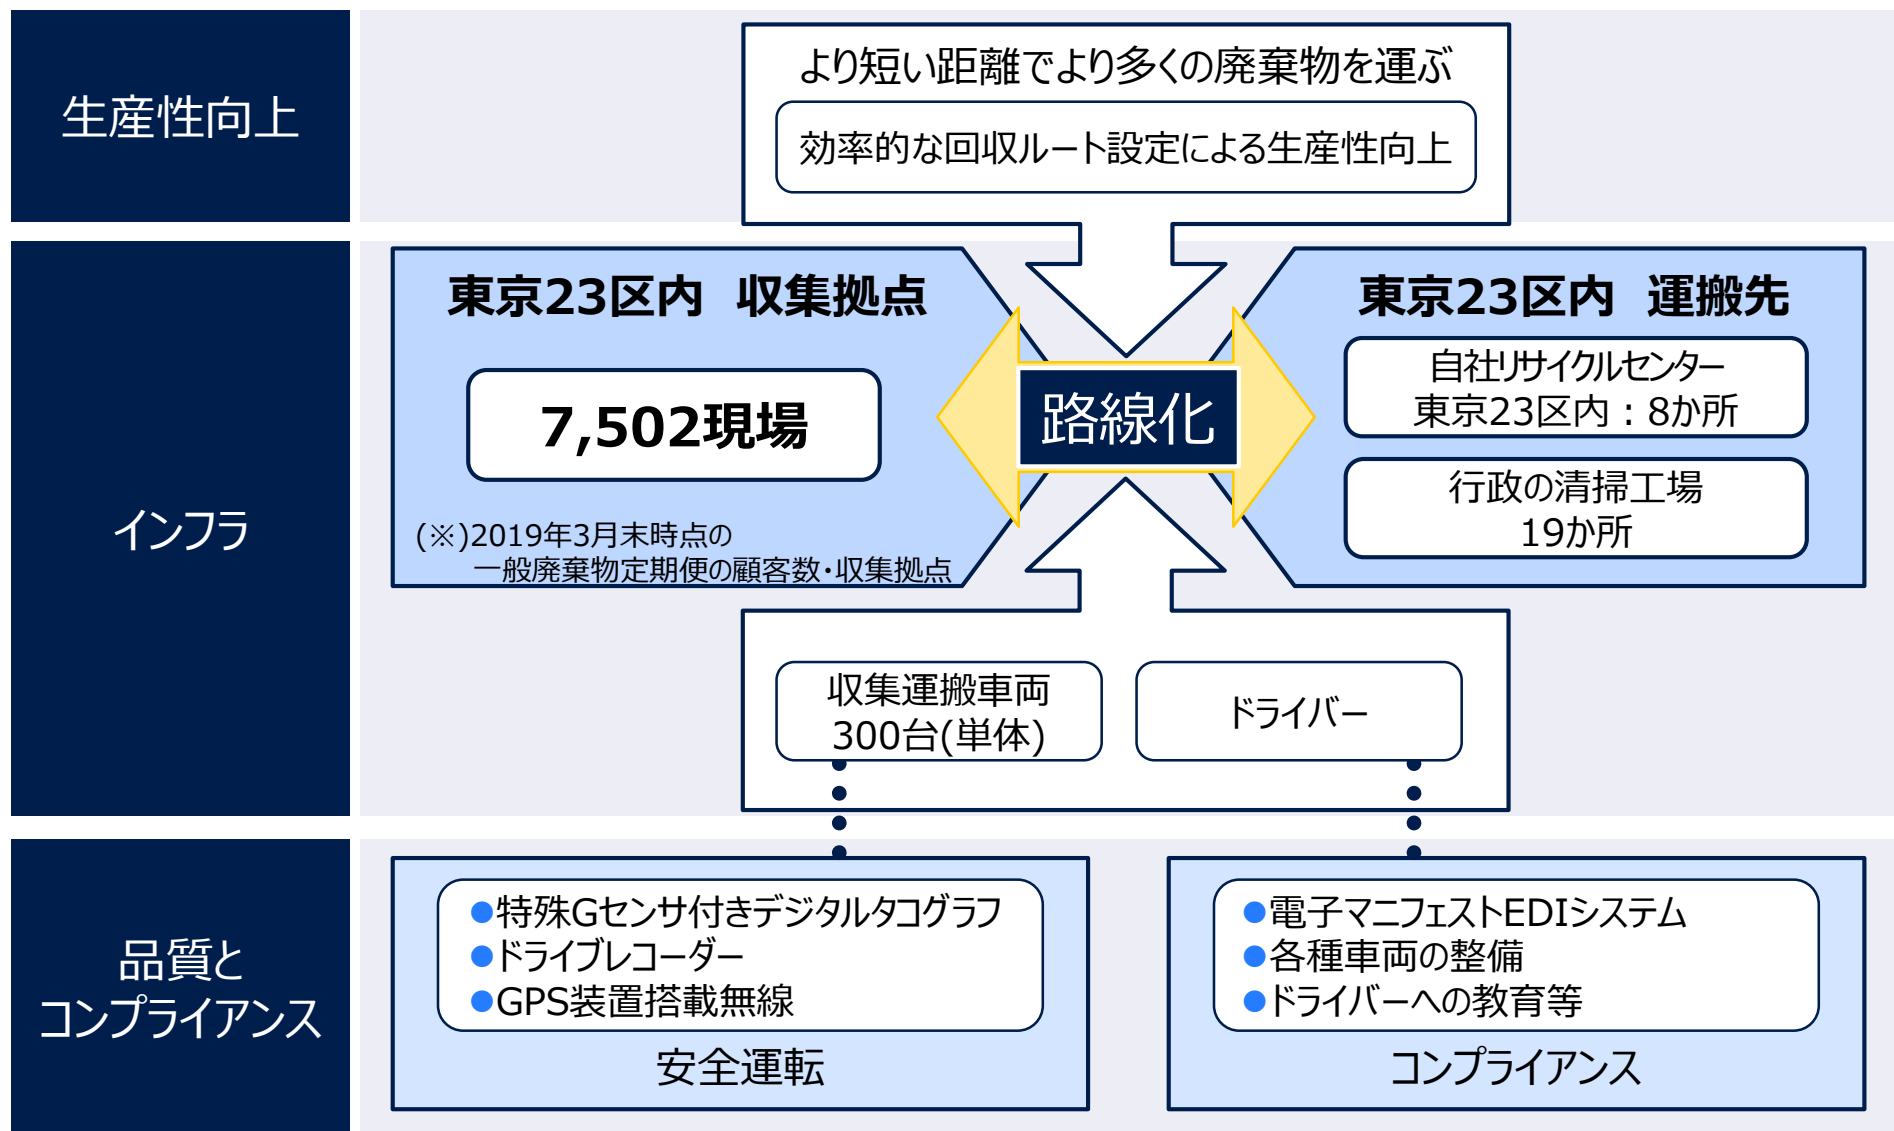 生産性向上
より短い距離でより多くの廃棄物を運ぶ
効率的な回収ルート設定による生産性向上
インフラ
東京23区内　収集拠点
7,502現場
(※)2019年3月末時点の
一般廃棄物定期便の顧客数・収集拠点
路線化
東京23区内　運搬先
自社リサイクルセンター
東京23区内：8か所
行政の清掃工場
19か所
収集運搬車両
300台(単体)
ドライバー
品質と
コンプライアンス
●特殊Gセンサ付きデジタルタコグラフ
●ドライブレコーダー
●GPS装置搭載無線
安全運転
●電子マニフェストEDIシステム
●各種車両の整備
●ドライバーへの教育等
コンプライアンス